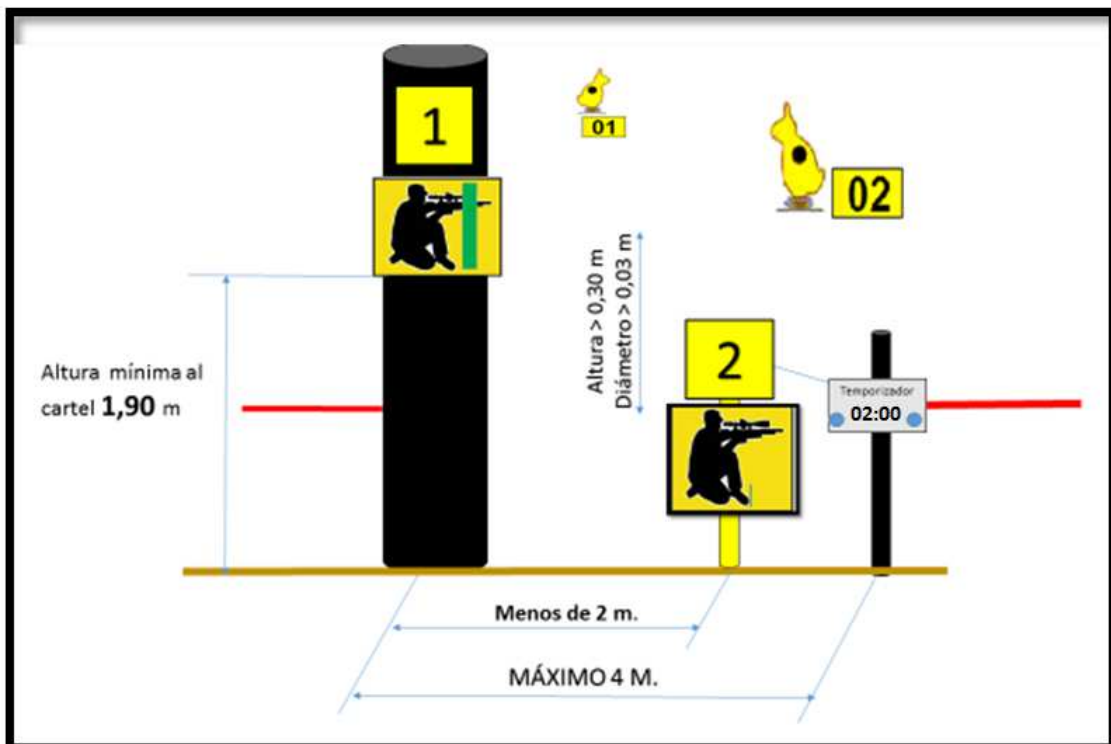 1
01
02
Altura > 0,30 m
Diámetro > 0,03 m
Altura mínima al
cartel 1,90 m
2
Temporizador
02:00
Menos de 2 m.
MÁXIMO 4 M.